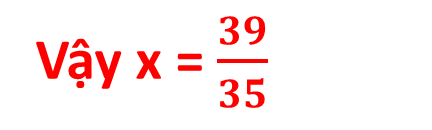 Vậy x = 39/35